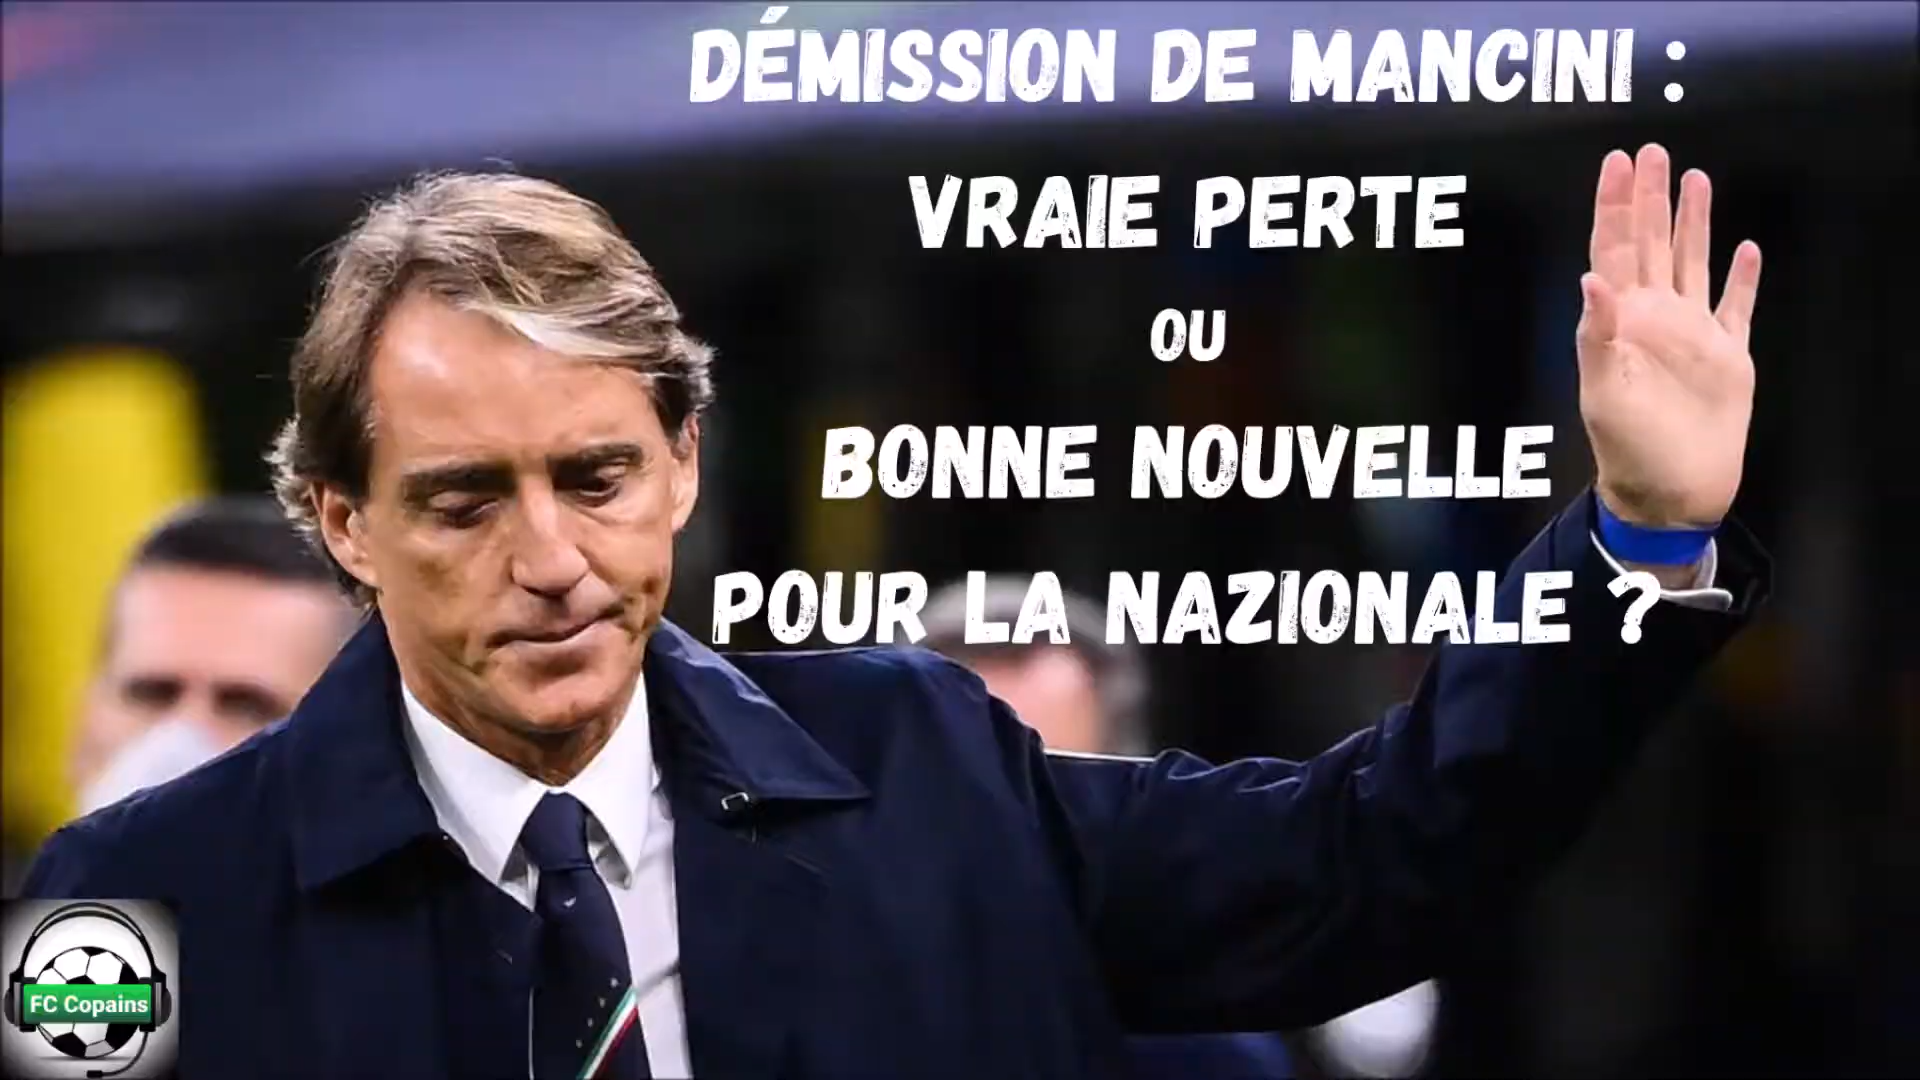 DÉMISSION DE MANCINI :
VRAIE PERTE
OU
BONNE NOUVELLE
POUR LA NAZIONALE ?
FC Copains